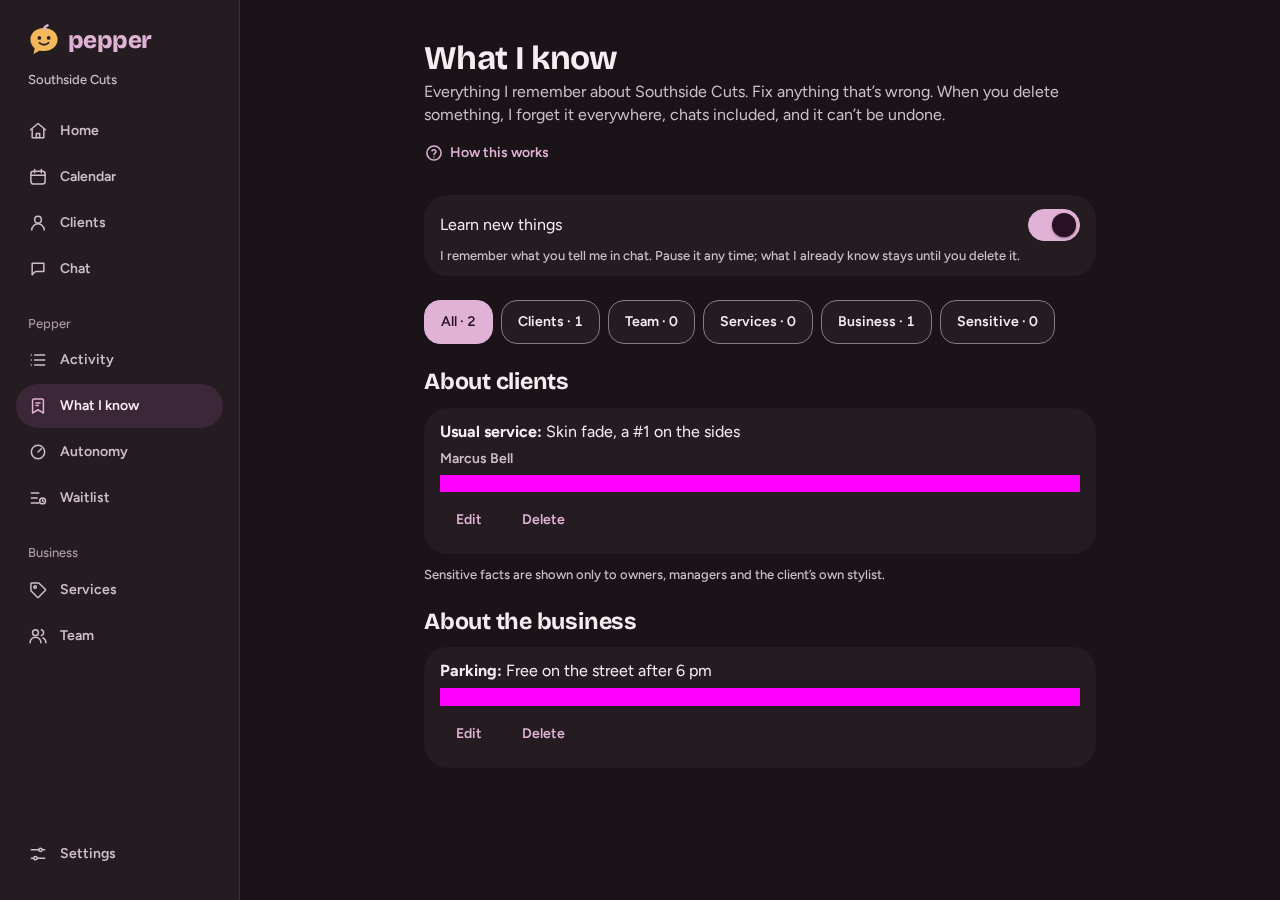 pepper
Southside Cuts
Home
Calendar
Clients
Chat
Pepper
Activity
What I know
Autonomy
Waitlist
Business
Services
Team
Settings
What I know
Everything I remember about Southside Cuts. Fix anything that’s wrong. When you delete
something, I forget it everywhere, chats included, and it can’t be undone.
How this works
Learn new things
I remember what you tell me in chat. Pause it any time; what I already know stays until you delete it.
All · 2
Clients · 1
Team · 0
Services · 0
Business · 1
Sensitive · 0
About clients
Usual service: Skin fade, a #1 on the sides
Marcus Bell
Edit
Delete
Sensitive facts are shown only to owners, managers and the client’s own stylist.
About the business
Parking: Free on the street after 6 pm
Edit
Delete